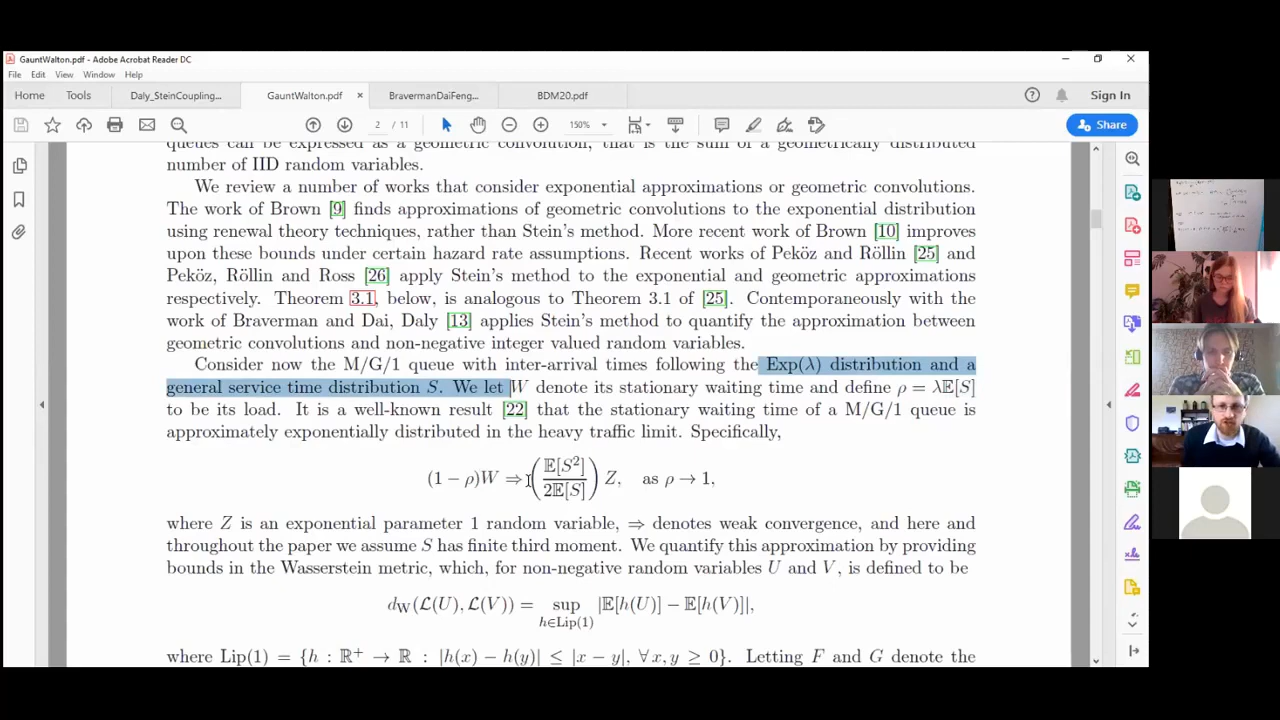 GauntWalton.pdf - Adobe Acrobat Reader DC
File Edit View Window Help
Home Tools Daly_SteinCoupling... GauntWalton.pdf × BravermanDaiFeng... BDM20.pdf Sign In
2 / 11 150% Share
queues can be expressed as a geometric convolution, that is the sum of a geometrically distributed
number of IID random variables.
We review a number of works that consider exponential approximations or geometric convolutions.
The work of Brown [9] finds approximations of geometric convolutions to the exponential distribution
using renewal theory techniques, rather than Stein's method. More recent work of Brown [10] improves
upon these bounds under certain hazard rate assumptions. Recent works of Peköz and Röllin [25] and
Peköz, Röllin and Ross [26] apply Stein's method to the exponential and geometric approximations
respectively. Theorem 3.1, below, is analogous to Theorem 3.1 of [25]. Contemporaneously with the
work of Braverman and Dai, Daly [13] applies Stein's method to quantify the approximation between
geometric convolutions and non-negative integer valued random variables.
Consider now the M/G/1 queue with inter-arrival times following the Exp(λ) distribution and a
general service time distribution S. We let W denote its stationary waiting time and define ρ = λ𝔼[S]
to be its load. It is a well-known result [22] that the stationary waiting time of a M/G/1 queue is
approximately exponentially distributed in the heavy traffic limit. Specifically,
(1 − ρ)W ⇒ (𝔼[S²] / 2𝔼[S]) Z, as ρ → 1,
where Z is an exponential parameter 1 random variable, ⇒ denotes weak convergence, and here and
throughout the paper we assume S has finite third moment. We quantify this approximation by providing
bounds in the Wasserstein metric, which, for non-negative random variables U and V, is defined to be
d_W(ℒ(U), ℒ(V)) = sup_{h∈Lip(1)} |𝔼[h(U)] − 𝔼[h(V)]|,
where Lip(1) = {h : ℝ⁺ → ℝ : |h(x) − h(y)| ≤ |x − y|, ∀x, y ≥ 0}. Letting F and G denote the